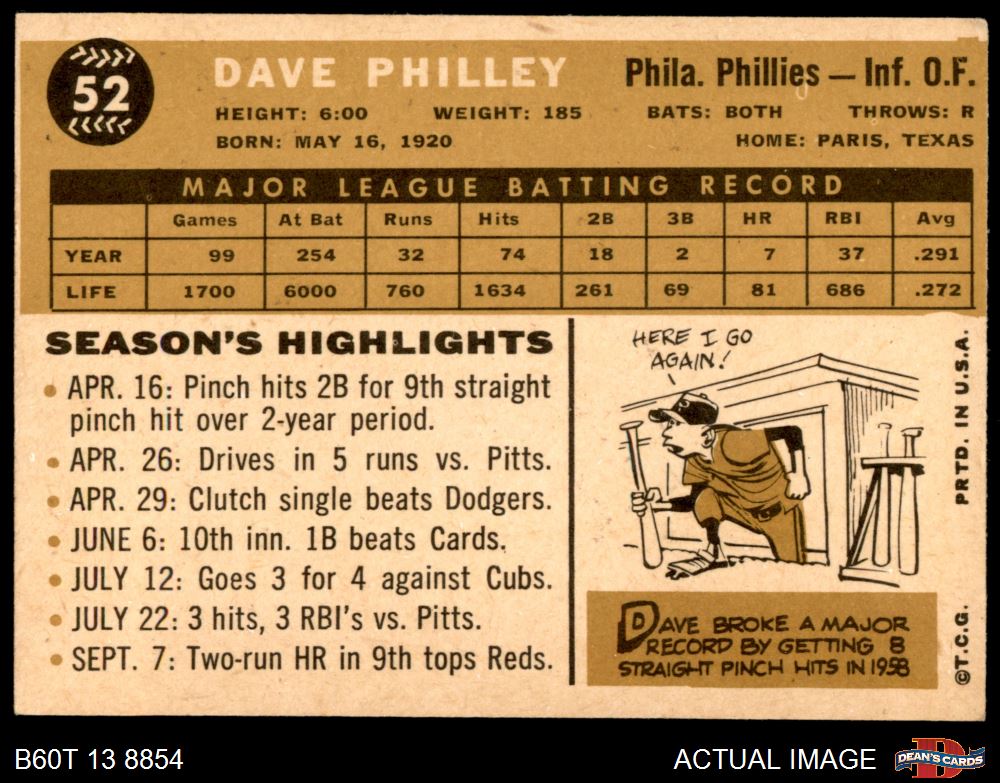 52
DAVE PHILLEY
Phila. Phillies — Inf. O.F.
HEIGHT: 6:00 WEIGHT: 185 BATS: BOTH THROWS: R
BORN: MAY 16, 1920 HOME: PARIS, TEXAS
MAJOR LEAGUE BATTING RECORD
Games At Bat Runs Hits 2B 3B HR RBI Avg
YEAR 99 254 32 74 18 2 7 37 .291
LIFE 1700 6000 760 1634 261 69 81 686 .272
SEASON'S HIGHLIGHTS
• APR. 16: Pinch hits 2B for 9th straight
pinch hit over 2-year period.
• APR. 26: Drives in 5 runs vs. Pitts.
• APR. 29: Clutch single beats Dodgers.
• JUNE 6: 10th inn. 1B beats Cards.
• JULY 12: Goes 3 for 4 against Cubs.
• JULY 22: 3 hits, 3 RBI's vs. Pitts.
• SEPT. 7: Two-run HR in 9th tops Reds.
HERE I GO
AGAIN!
DAVE BROKE A MAJOR
RECORD BY GETTING 8
STRAIGHT PINCH HITS IN 1958
©T.C.G. PRTD. IN U.S.A.
B60T 13 8854
ACTUAL IMAGE
D
DEAN'S CARDS